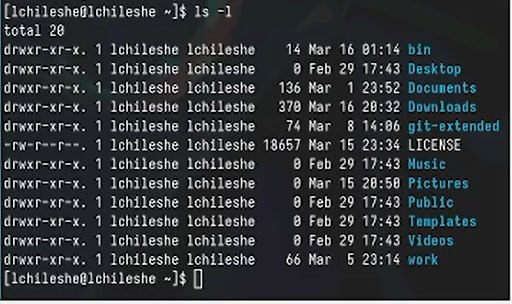 [lchileshe@lchileshe ~]$ ls -l
total 20
drwxr-xr-x. 1 lchileshe lchileshe    14 Mar 16 01:14 bin
drwxr-xr-x. 1 lchileshe lchileshe     0 Feb 29 17:43 Desktop
drwxr-xr-x. 1 lchileshe lchileshe   136 Mar  1 23:52 Documents
drwxr-xr-x. 1 lchileshe lchileshe   370 Mar 16 20:32 Downloads
drwxr-xr-x. 1 lchileshe lchileshe    74 Mar  8 14:06 git-extended
-rw-r--r--. 1 lchileshe lchileshe 18657 Mar 15 23:34 LICENSE
drwxr-xr-x. 1 lchileshe lchileshe     0 Feb 29 17:43 Music
drwxr-xr-x. 1 lchileshe lchileshe     0 Mar 15 20:50 Pictures
drwxr-xr-x. 1 lchileshe lchileshe     0 Feb 29 17:43 Public
drwxr-xr-x. 1 lchileshe lchileshe     0 Feb 29 17:43 Templates
drwxr-xr-x. 1 lchileshe lchileshe     0 Feb 29 17:43 Videos
drwxr-xr-x. 1 lchileshe lchileshe    66 Mar  5 23:14 work
[lchileshe@lchileshe ~]$